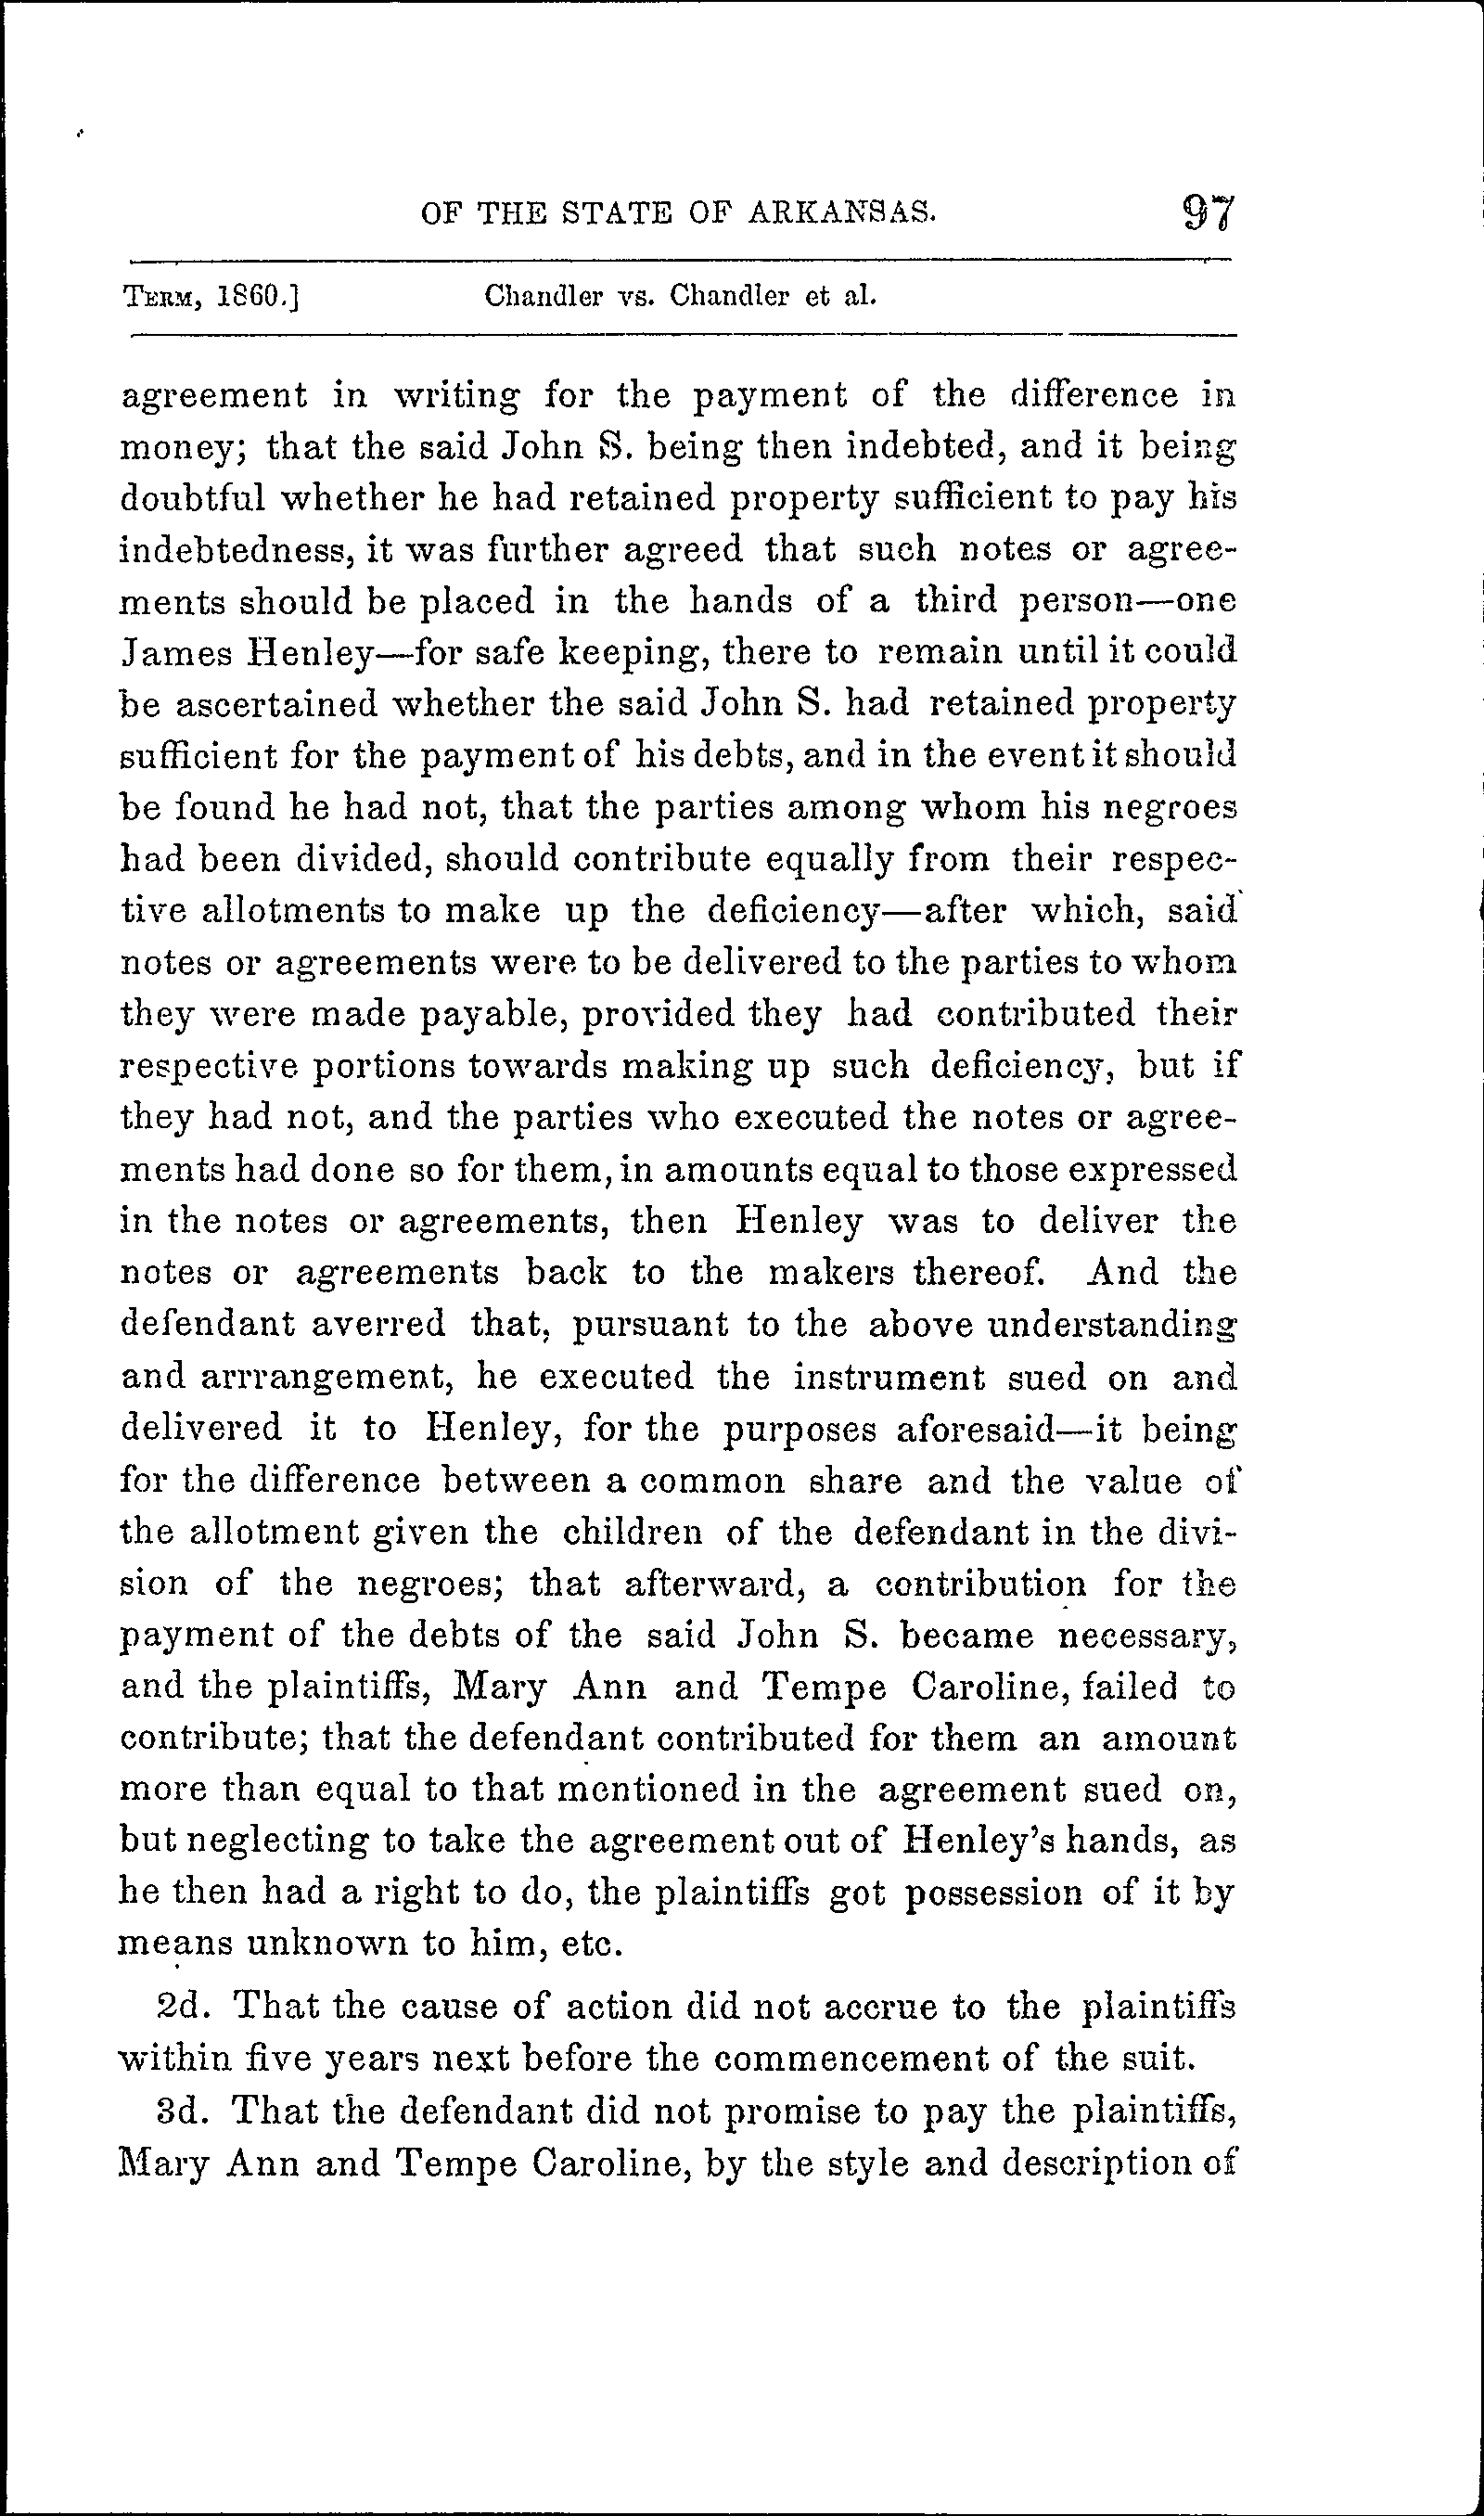 OF THE STATE OF ARKANSAS. 97
TERM, 1860.] Chandler vs. Chandler et al.
agreement in writing for the payment of the difference in
money; that the said John S. being then indebted, and it being
doubtful whether he had retained property sufficient to pay his
indebtedness, it was further agreed that such notes or agree-
ments should be placed in the hands of a third person—one
James Henley—for safe keeping, there to remain until it could
be ascertained whether the said John S. had retained property
sufficient for the payment of his debts, and in the event it should
be found he had not, that the parties among whom his negroes
had been divided, should contribute equally from their respec-
tive allotments to make up the deficiency—after which, said
notes or agreements were to be delivered to the parties to whom
they were made payable, provided they had contributed their
respective portions towards making up such deficiency, but if
they had not, and the parties who executed the notes or agree-
ments had done so for them, in amounts equal to those expressed
in the notes or agreements, then Henley was to deliver the
notes or agreements back to the makers thereof. And the
defendant averred that, pursuant to the above understanding
and arrrangement, he executed the instrument sued on and
delivered it to Henley, for the purposes aforesaid—it being
for the difference between a common share and the value of
the allotment given the children of the defendant in the divi-
sion of the negroes; that afterward, a contribution for the
payment of the debts of the said John S. became necessary,
and the plaintiffs, Mary Ann and Tempe Caroline, failed to
contribute; that the defendant contributed for them an amount
more than equal to that mentioned in the agreement sued on,
but neglecting to take the agreement out of Henley's hands, as
he then had a right to do, the plaintiffs got possession of it by
means unknown to him, etc.
2d. That the cause of action did not accrue to the plaintiffs
within five years next before the commencement of the suit.
3d. That the defendant did not promise to pay the plaintiffs,
Mary Ann and Tempe Caroline, by the style and description of